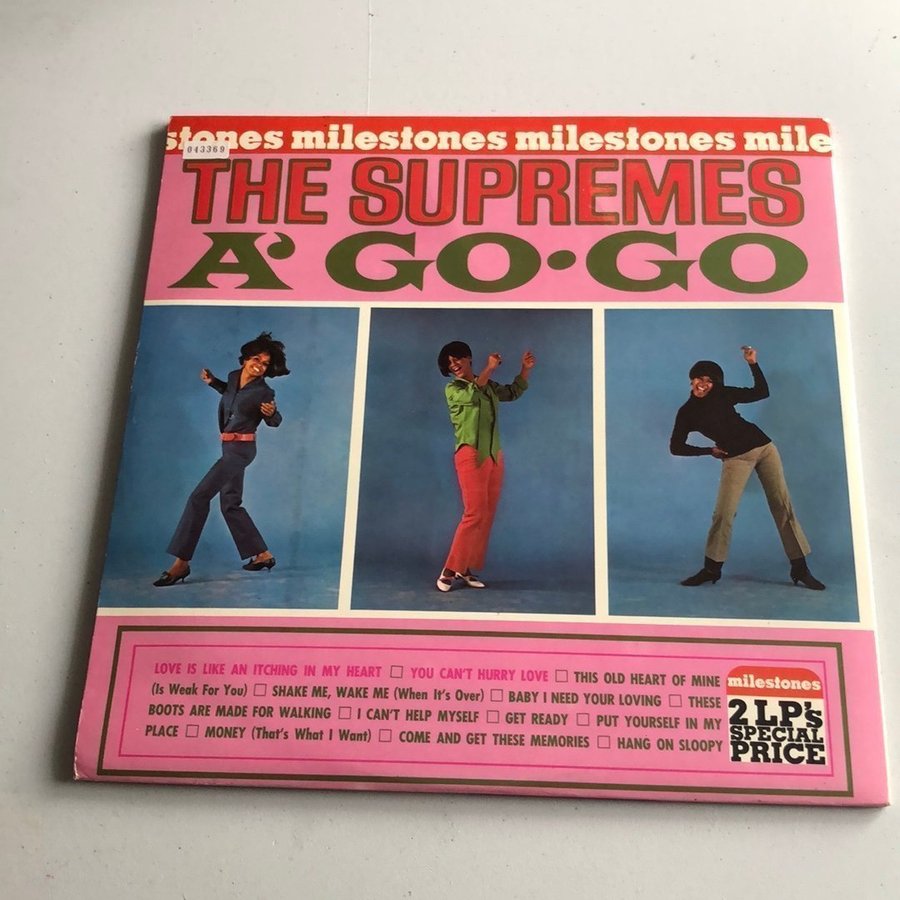 stones milestones milestones mile
043369
THE SUPREMES
A' GO·GO
LOVE IS LIKE AN ITCHING IN MY HEART □ YOU CAN'T HURRY LOVE □ THIS OLD HEART OF MINE
(Is Weak For You) □ SHAKE ME, WAKE ME (When It's Over) □ BABY I NEED YOUR LOVING □ THESE
BOOTS ARE MADE FOR WALKING □ I CAN'T HELP MYSELF □ GET READY □ PUT YOURSELF IN MY
PLACE □ MONEY (That's What I Want) □ COME AND GET THESE MEMORIES □ HANG ON SLOOPY
milestones
2 LP's
SPECIAL
PRICE